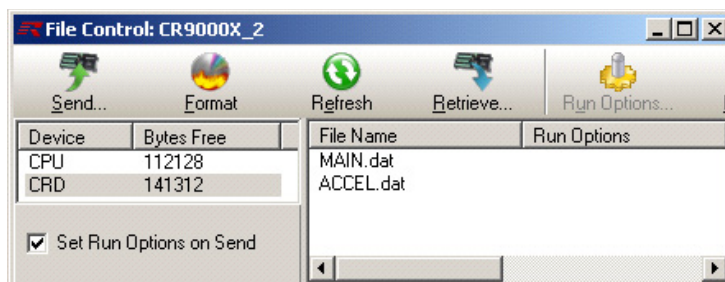 File Control: CR9000X_2
Send... Format Refresh Retrieve... Run Options...
Device Bytes Free File Name Run Options
CPU 112128 MAIN.dat
CRD 141312 ACCEL.dat
Set Run Options on Send